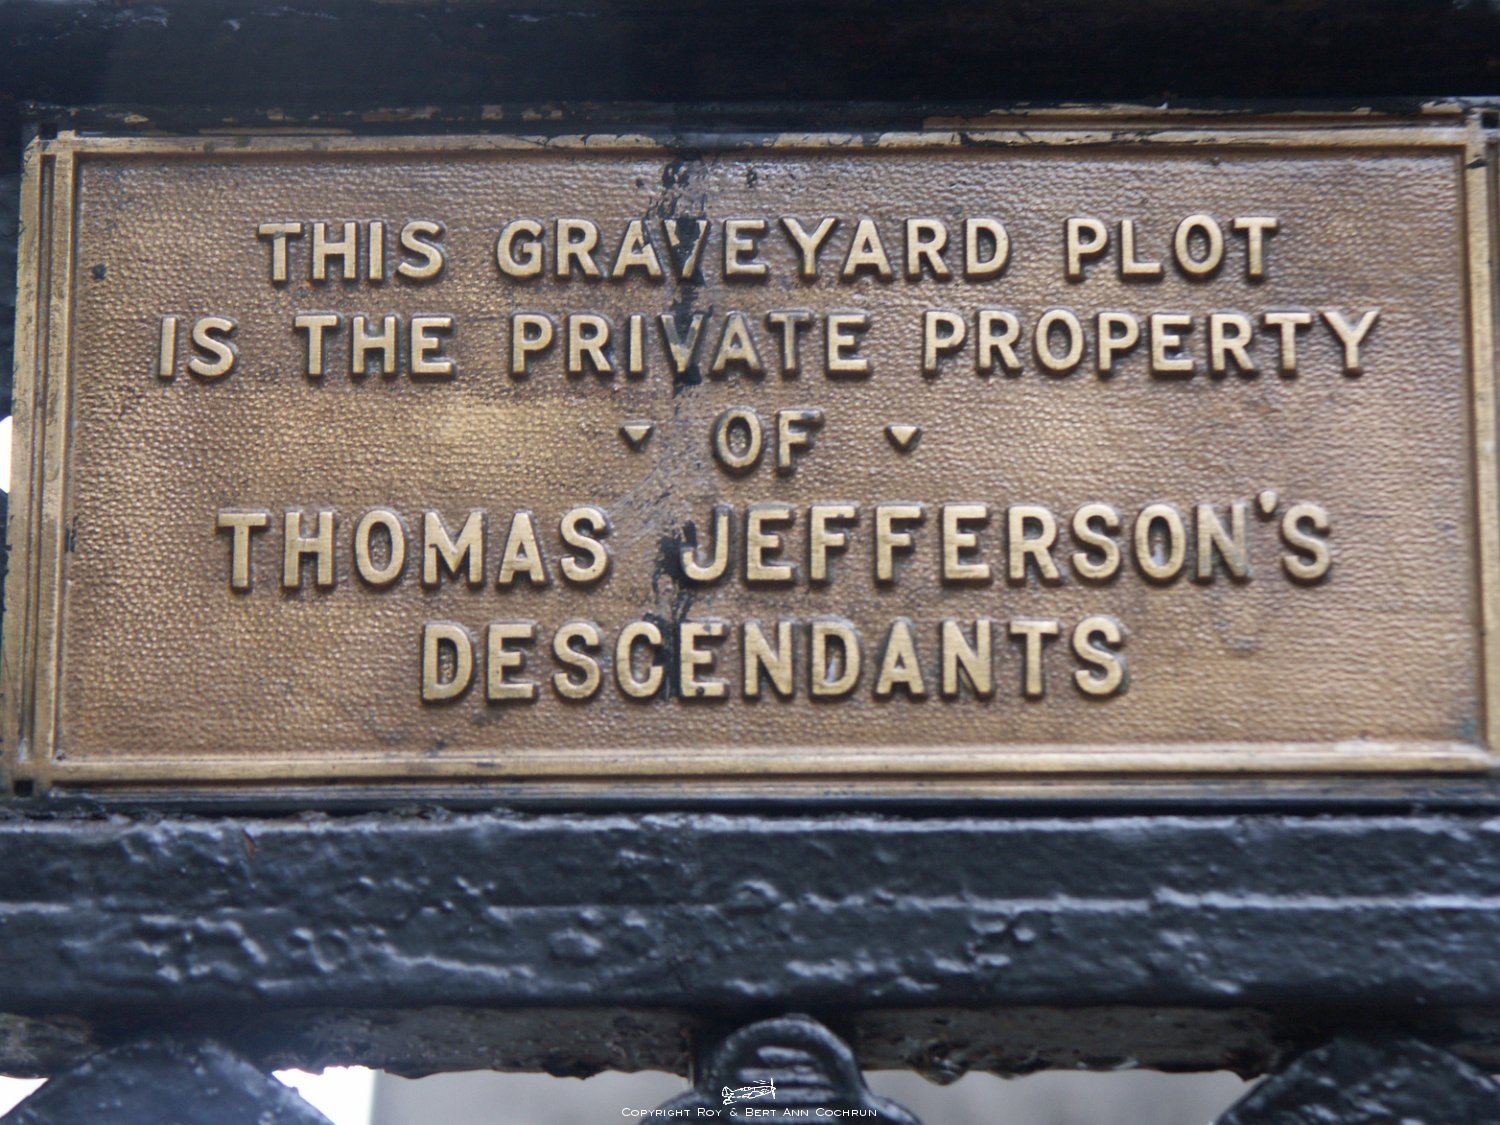 THIS GRAVEYARD PLOT
IS THE PRIVATE PROPERTY
OF
THOMAS JEFFERSON'S
DESCENDANTS
COPYRIGHT ROY & BERT ANN COCHRUN